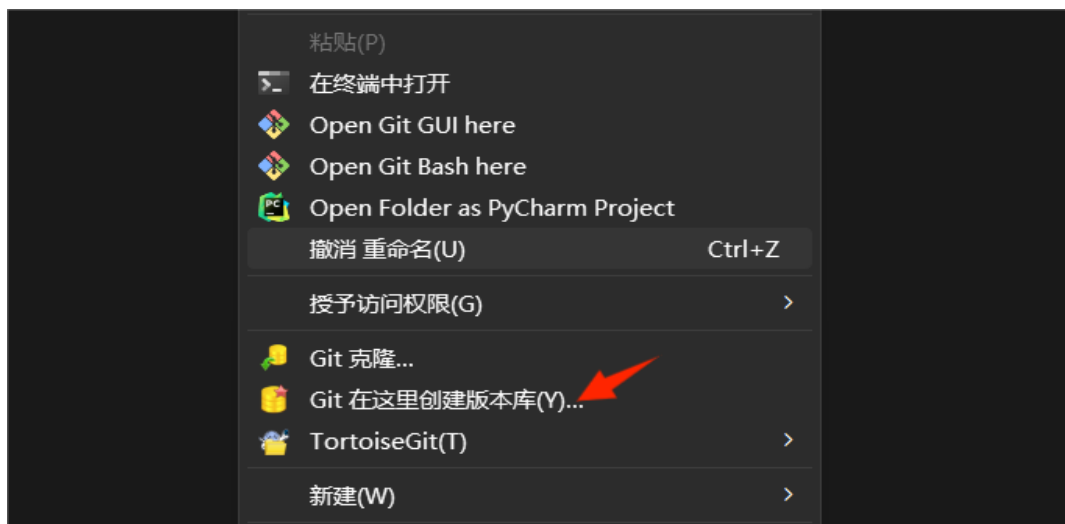 粘贴(P)
在终端中打开
Open Git GUI here
Open Git Bash here
PC
Open Folder as PyCharm Project
撤消 重命名(U) Ctrl+Z
授予访问权限(G)
Git 克隆...
Git 在这里创建版本库(Y)...
TortoiseGit(T)
新建(W)